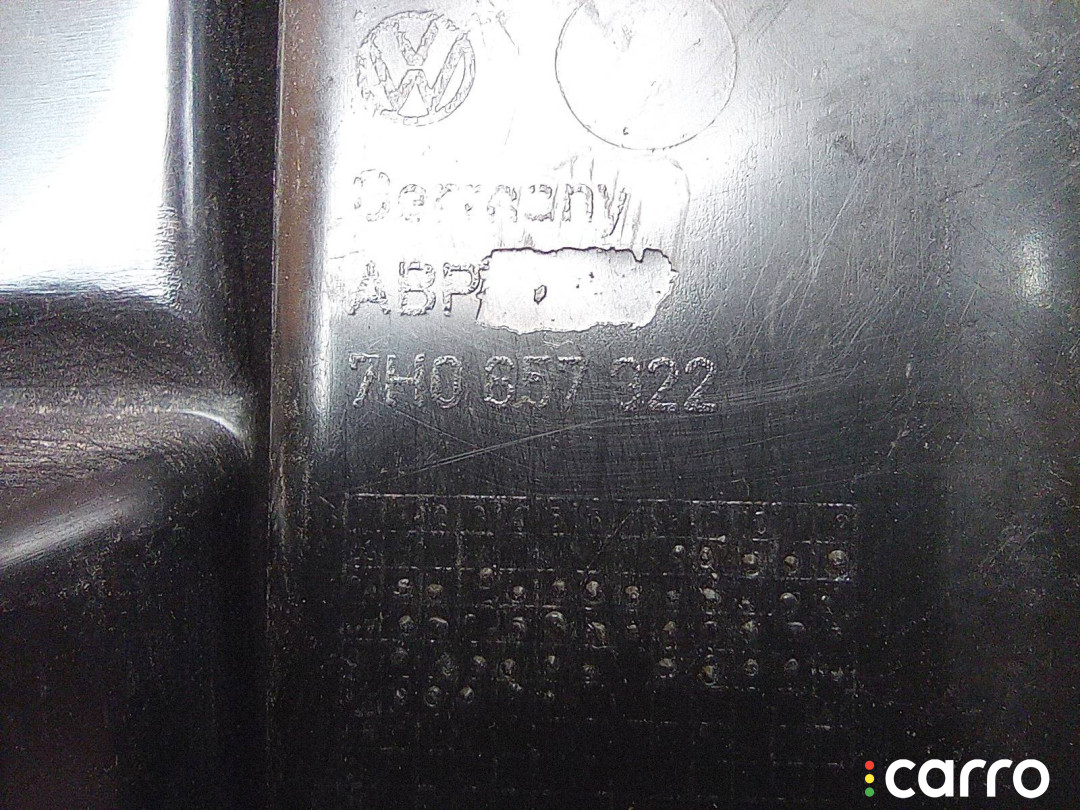 Germany
ABP
7H0 857 922
carro